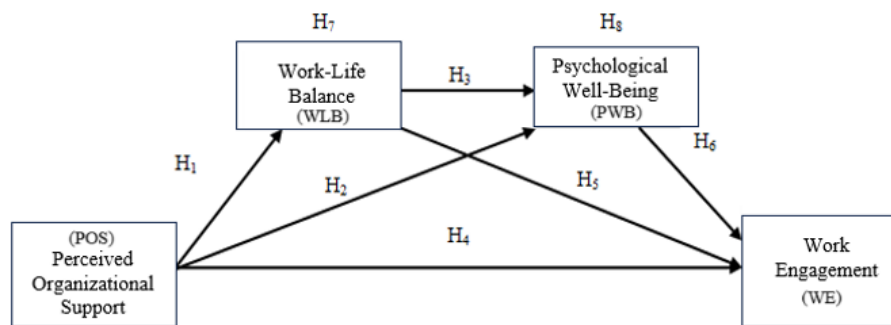 H₇
H₈
Work-Life
Balance
(WLB)
H₃
Psychological
Well-Being
(PWB)
H₁
H₂
H₅
H₆
(POS)
Perceived
Organizational
Support
H₄
Work
Engagement
(WE)